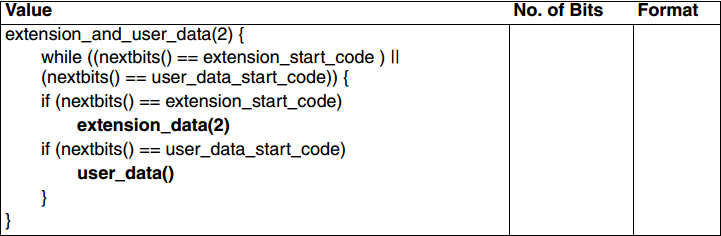 Value No. of Bits Format
extension_and_user_data(2) {
while ((nextbits() == extension_start_code ) ||
(nextbits() == user_data_start_code)) {
if (nextbits() == extension_start_code)
extension_data(2)
if (nextbits() == user_data_start_code)
user_data()
}
}